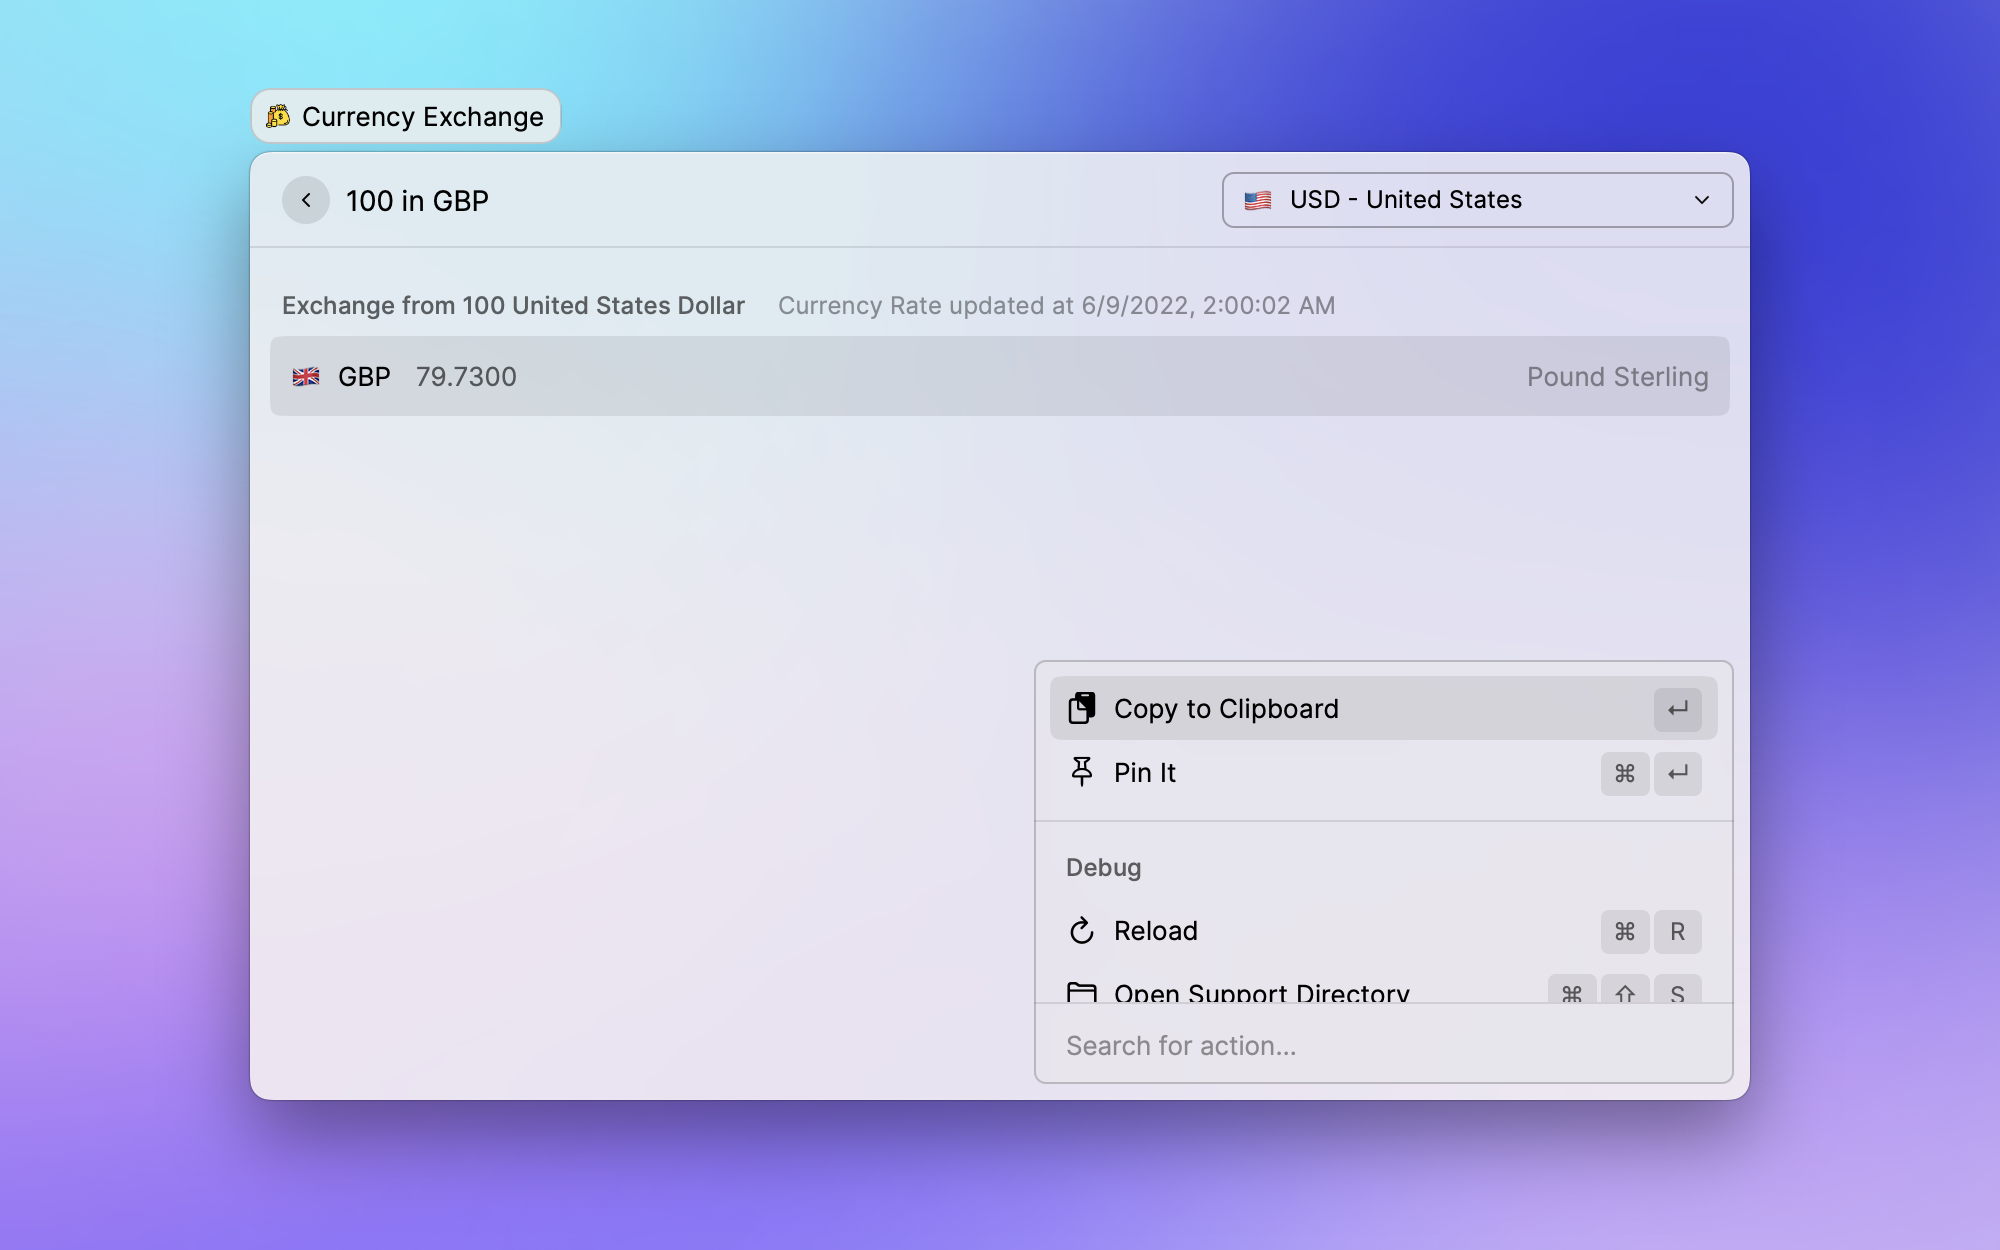 Currency Exchange
100 in GBP
USD - United States
Exchange from 100 United States Dollar Currency Rate updated at 6/9/2022, 2:00:02 AM
GBP 79.7300 Pound Sterling
Copy to Clipboard ↵
Pin It ⌘ ↵
Debug
Reload ⌘ R
Open Support Directory ⌘ ⇧ S
Search for action...